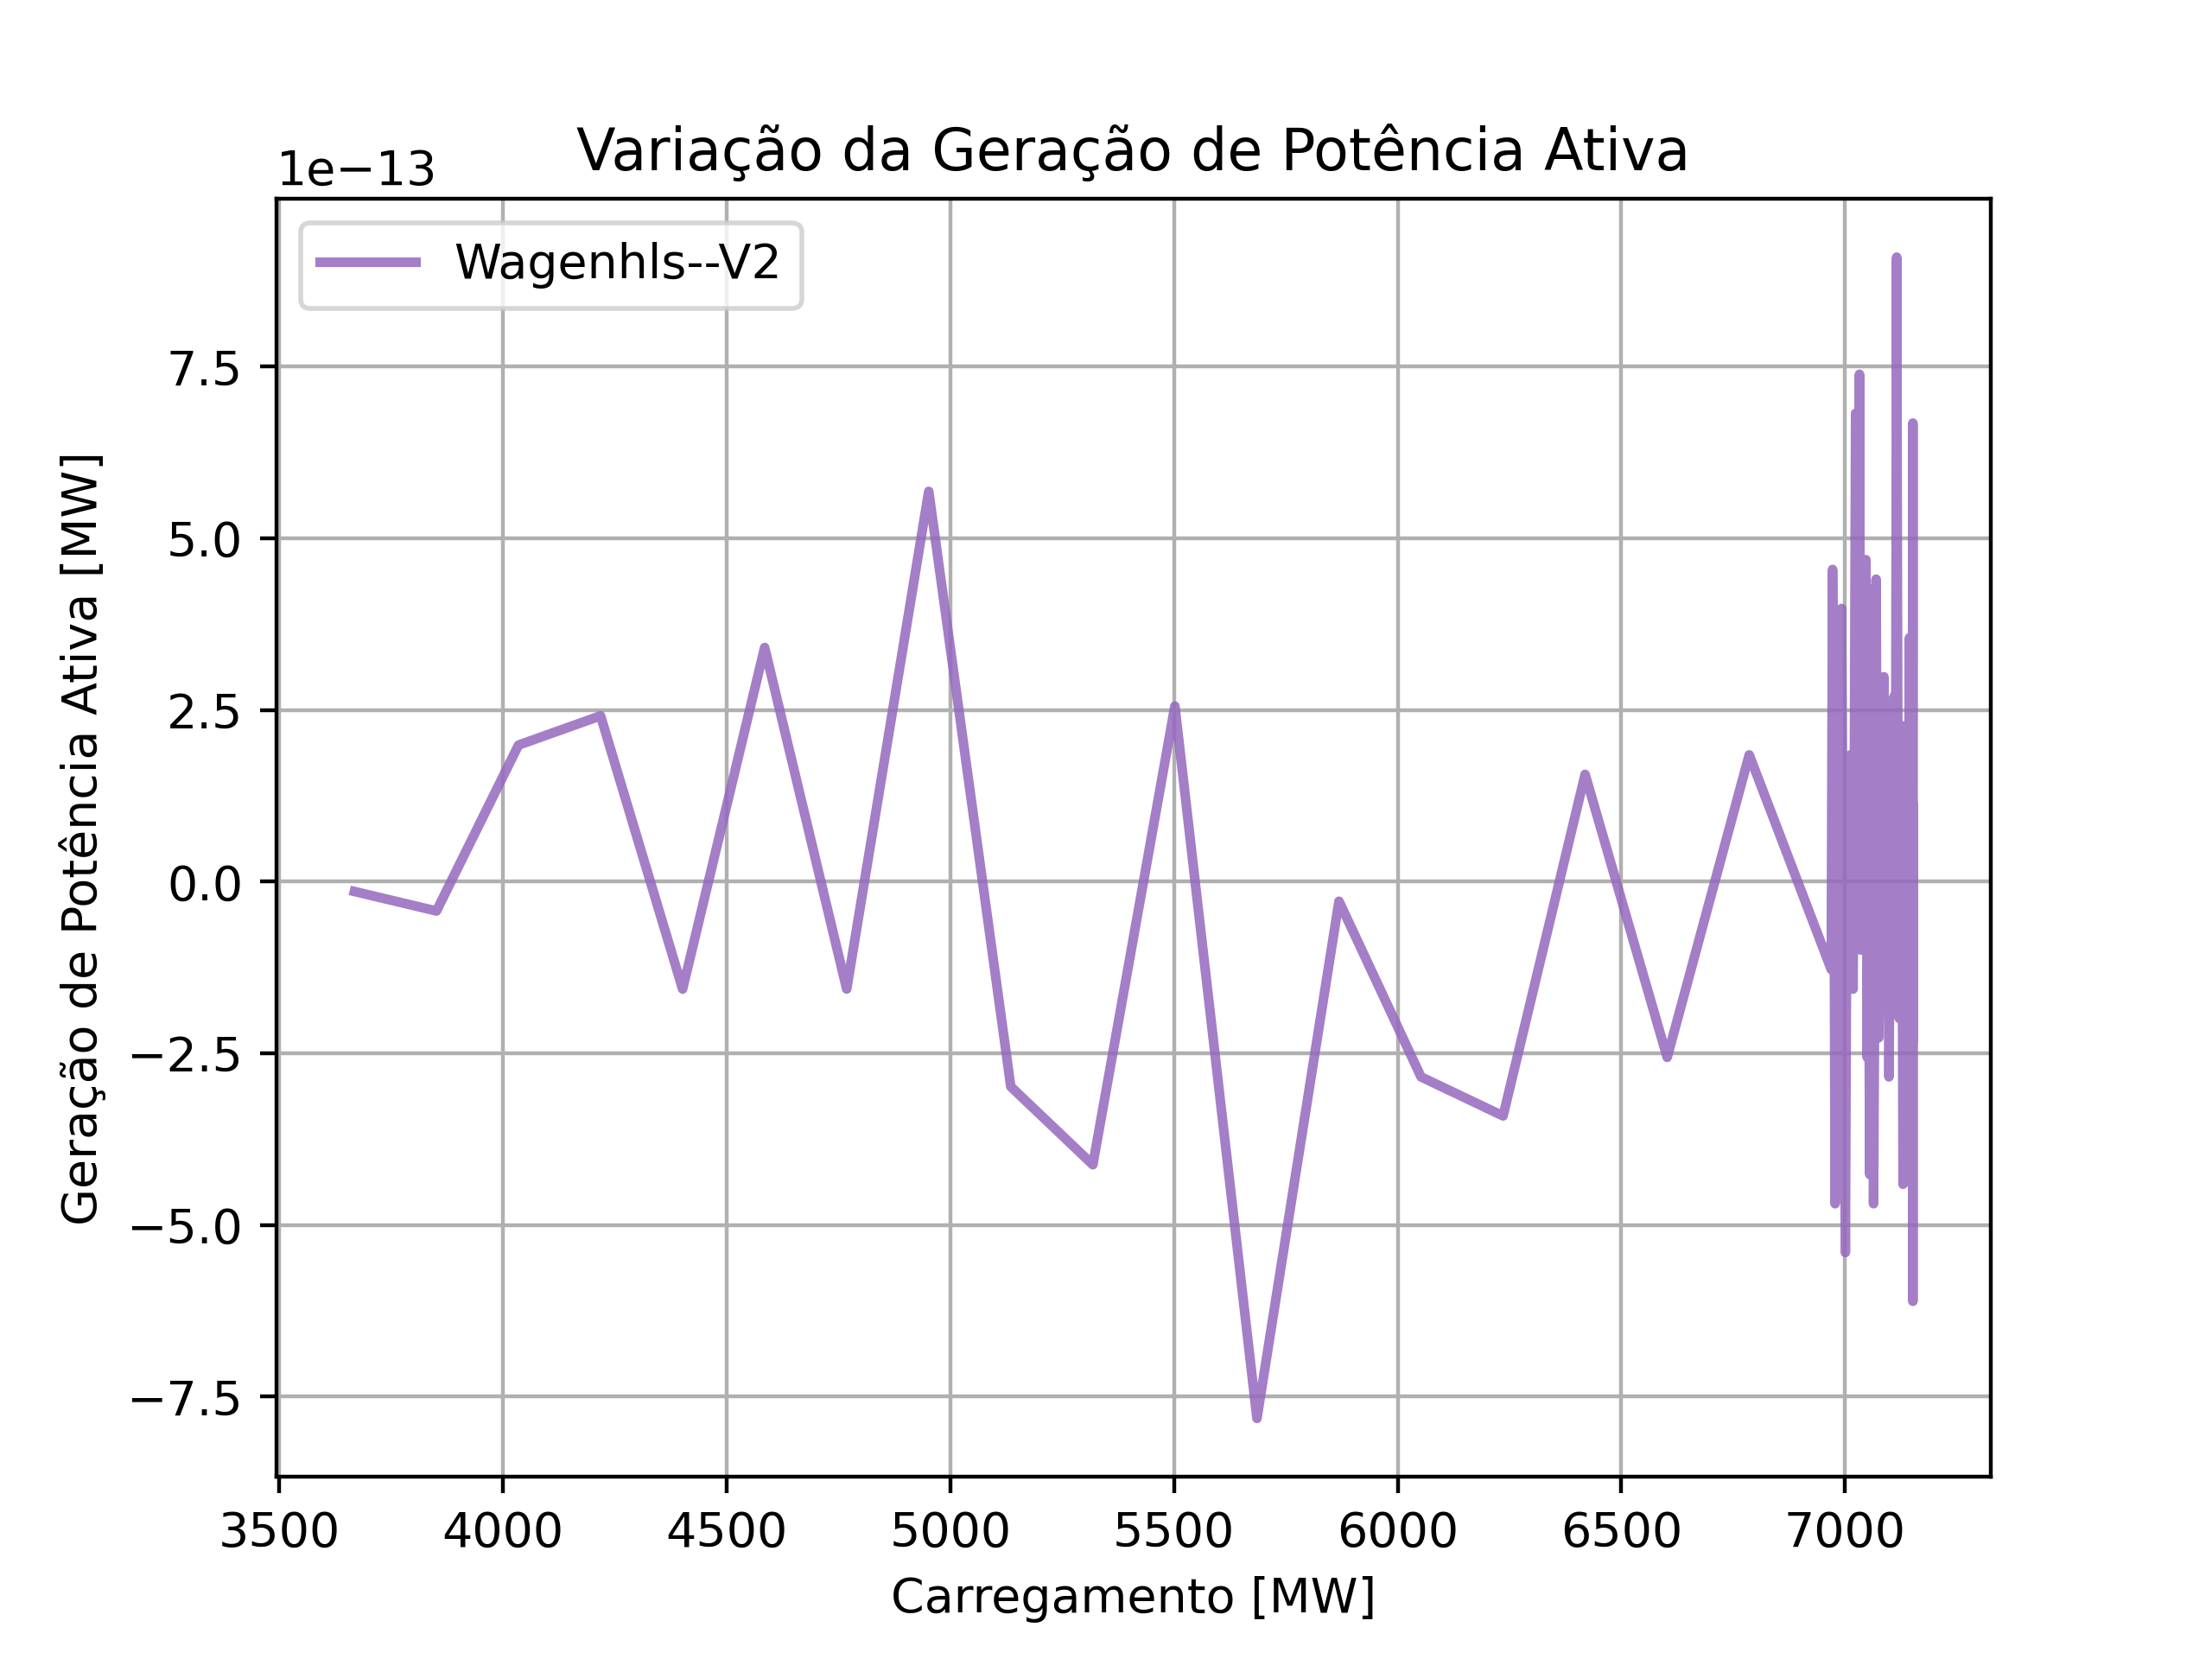 Variação da Geração de Potência Ativa
1e−13
Wagenhls--V2
Geração de Potência Ativa [MW]
7.5
5.0
2.5
0.0
−2.5
−5.0
−7.5
3500 4000 4500 5000 5500 6000 6500 7000
Carregamento [MW]